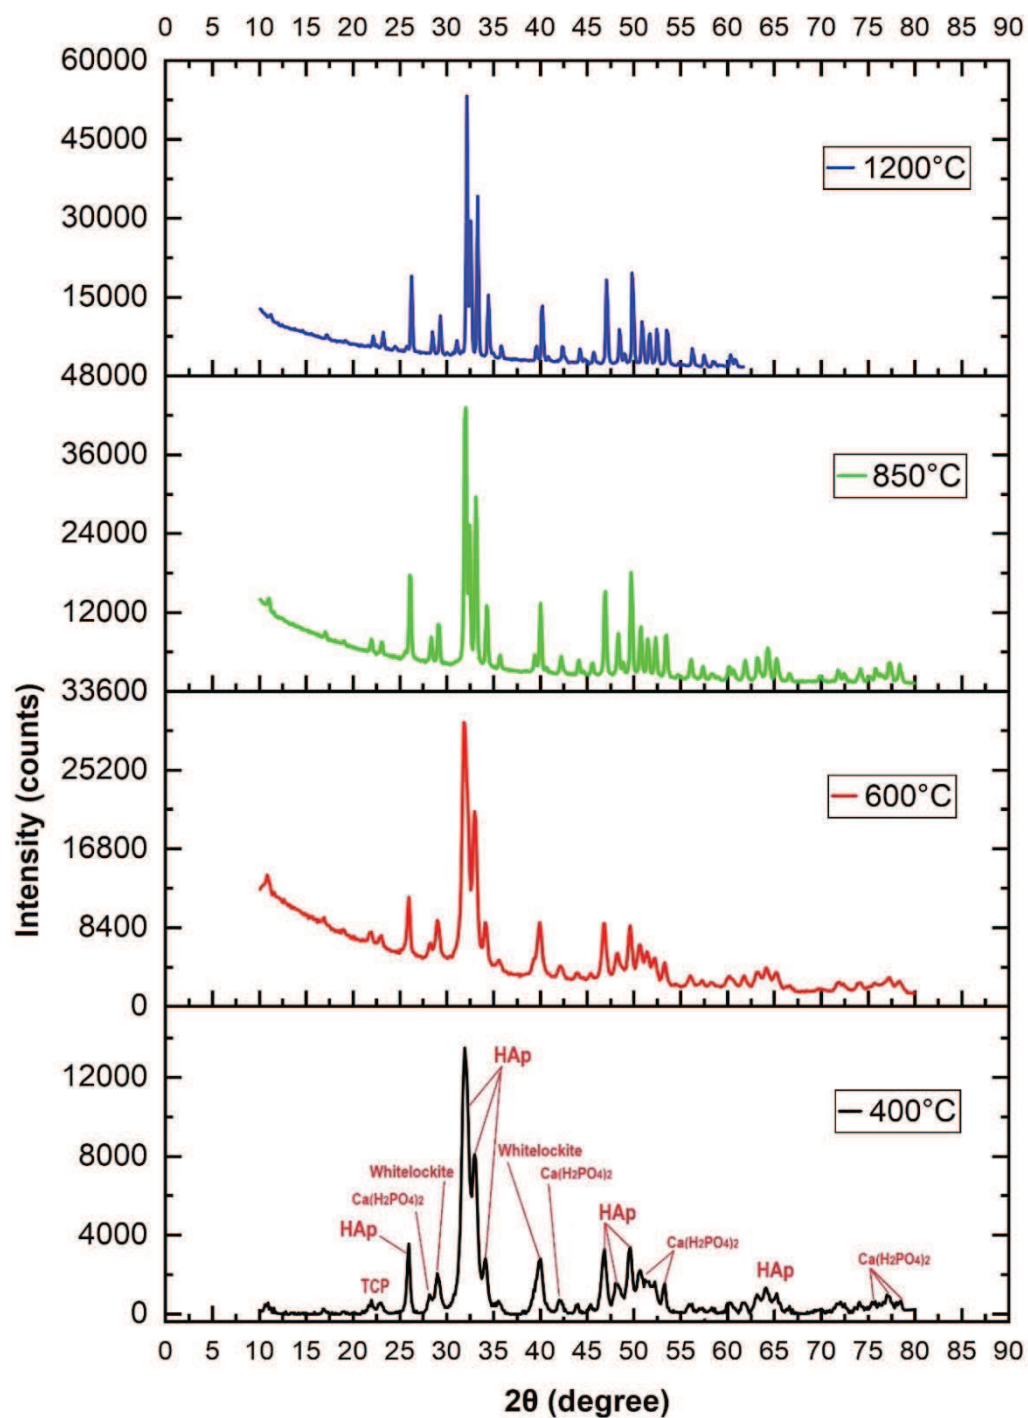 0 5 10 15 20 25 30 35 40 45 50 55 60 65 70 75 80 85 90
60000
45000
1200°C
30000
15000
48000
36000
850°C
24000
12000
33600
25200
600°C
16800
8400
0
Intensity (counts)
12000
HAp
400°C
8000
Whitelockite
Whitelockite
Ca(H₂PO₄)₂
Ca(H₂PO₄)₂
4000
HAp
HAp
Ca(H₂PO₄)₂
TCP
HAp
Ca(H₂PO₄)₂
0
0 5 10 15 20 25 30 35 40 45 50 55 60 65 70 75 80 85 90
2θ (degree)